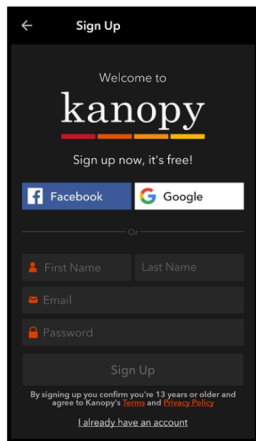 Sign Up
Welcome to
kanopy
Sign up now, it's free!
Facebook
Google
Or
First Name
Last Name
Email
Password
Sign Up
By signing up you confirm you're 13 years or older and
agree to Kanopy's Terms and Privacy Policy
I already have an account